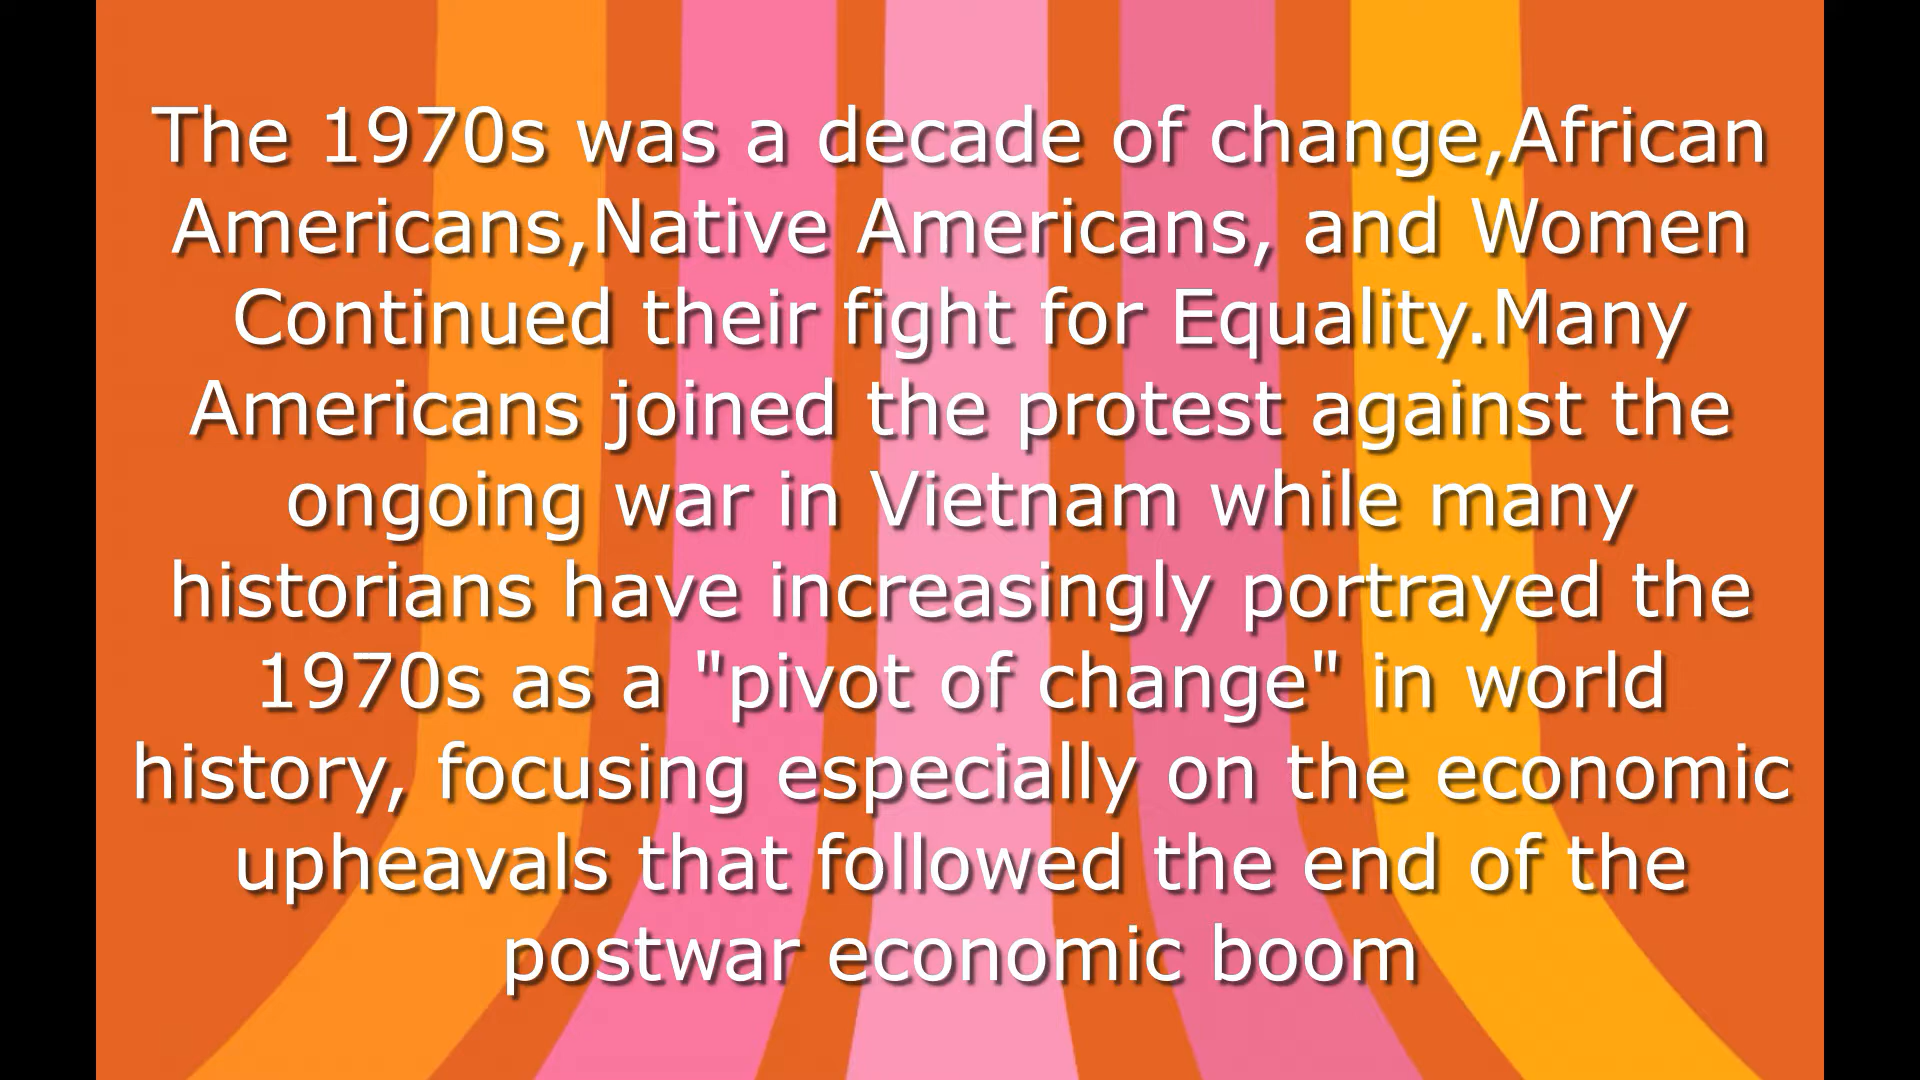 The 1970s was a decade of change,African
Americans,Native Americans, and Women
Continued their fight for Equality.Many
Americans joined the protest against the
ongoing war in Vietnam while many
historians have increasingly portrayed the
1970s as a "pivot of change" in world
history, focusing especially on the economic
upheavals that followed the end of the
postwar economic boom